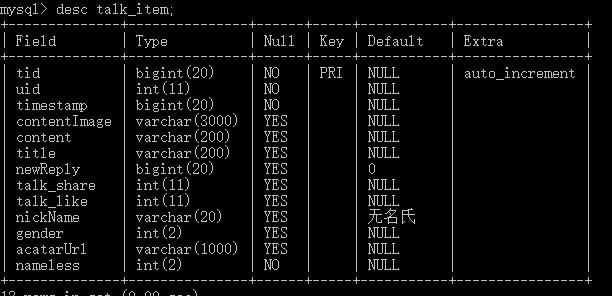 mysql> desc talk_item;
+--------------+---------------+------+-----+---------+----------------+
| Field | Type | Null | Key | Default | Extra |
+--------------+---------------+------+-----+---------+----------------+
| tid | bigint(20) | NO | PRI | NULL | auto_increment |
| uid | int(11) | NO | | NULL | |
| timestamp | bigint(20) | NO | | NULL | |
| contentImage | varchar(3000) | YES | | NULL | |
| content | varchar(200) | YES | | NULL | |
| title | varchar(200) | YES | | NULL | |
| newReply | bigint(20) | YES | | 0 | |
| talk_share | int(11) | YES | | NULL | |
| talk_like | int(11) | YES | | NULL | |
| nickName | varchar(20) | YES | | 无名氏 | |
| gender | int(2) | YES | | NULL | |
| acatarUrl | varchar(1000) | YES | | NULL | |
| nameless | int(2) | NO | | NULL | |
+--------------+---------------+------+-----+---------+----------------+